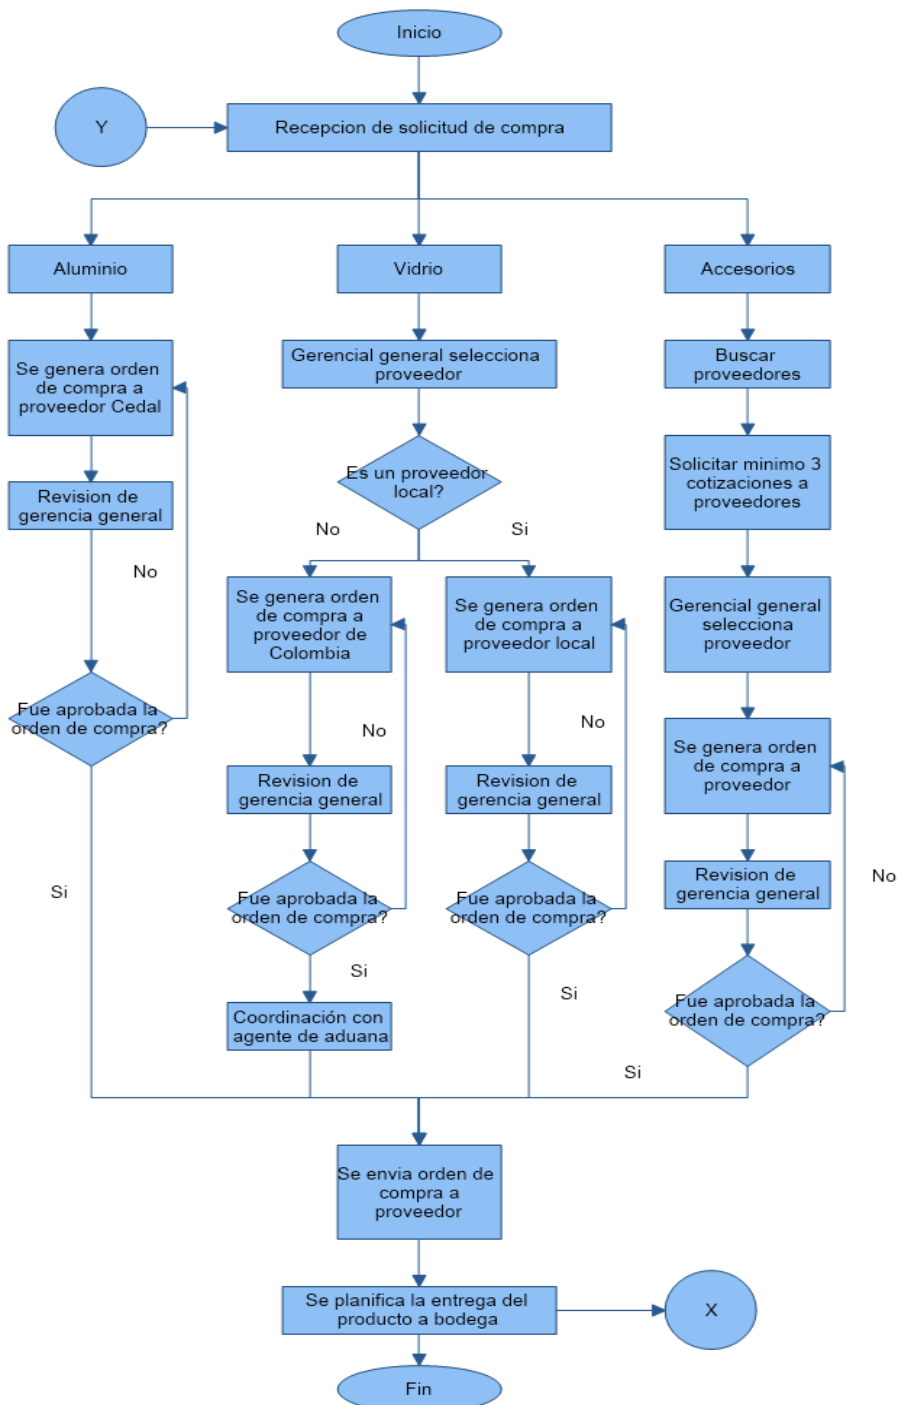 Inicio
Y
Recepcion de solicitud de compra
Aluminio
Vidrio
Accesorios
Se genera orden
de compra a
proveedor Cedal
Gerencial general selecciona
proveedor
Buscar
proveedores
Es un proveedor
local?
Solicitar minimo 3
cotizaciones a
proveedores
Revision de
gerencia general
No
No
Si
Se genera orden
de compra a
proveedor de
Colombia
Se genera orden
de compra a
proveedor local
Gerencial general
selecciona
proveedor
Fue aprobada la
orden de compra?
No
No
Se genera orden
de compra a
proveedor
Revision de
gerencia general
Revision de
gerencia general
Revision de
gerencia general
No
Si
Fue aprobada la
orden de compra?
Fue aprobada la
orden de compra?
Si
Si
Fue aprobada la
orden de compra?
Coordinación con
agente de aduana
Si
Se envia orden de
compra a
proveedor
Se planifica la entrega del
producto a bodega
X
Fin